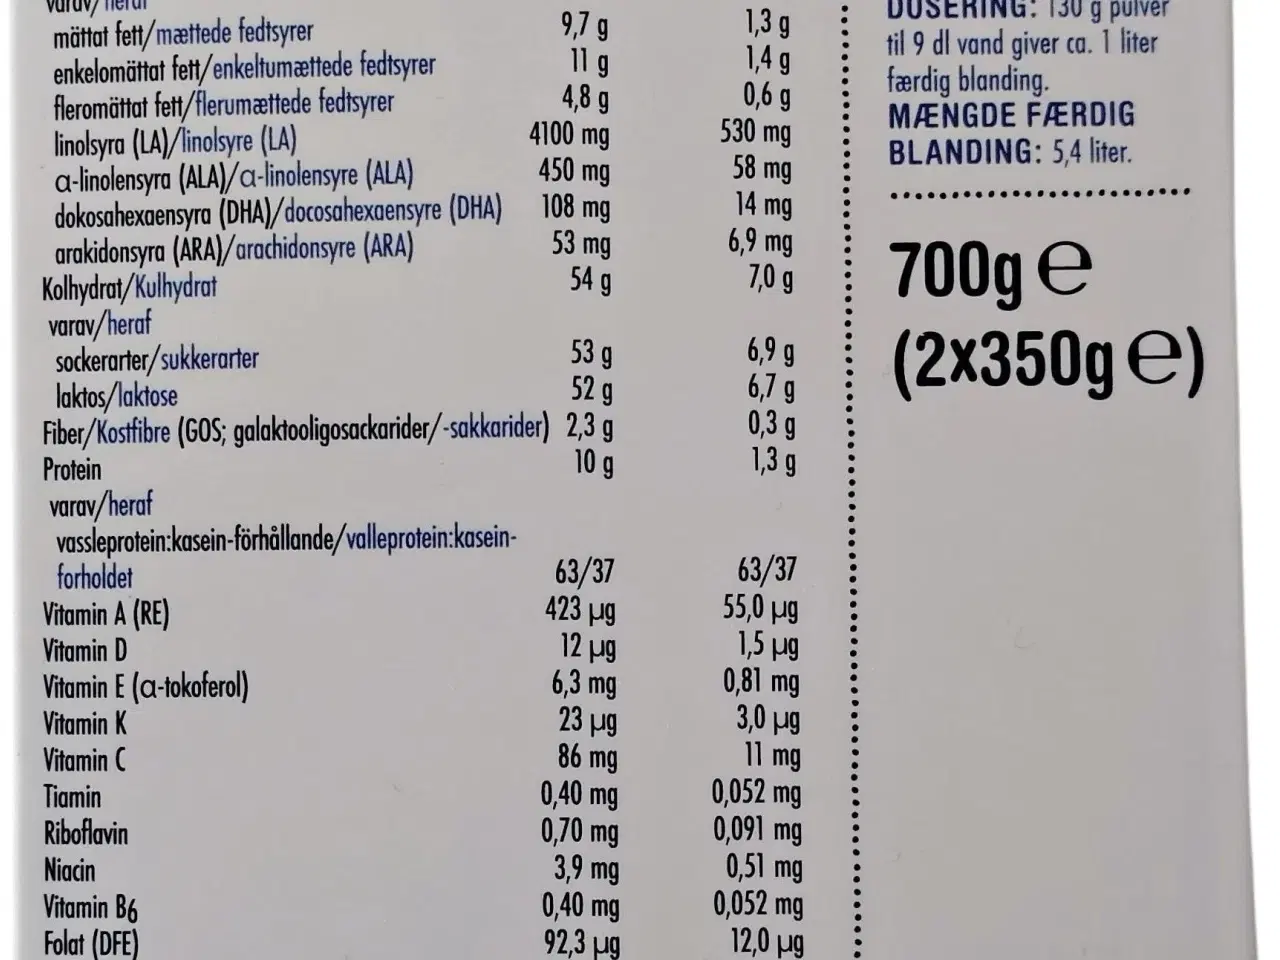 varav/heraf
mättat fett/mættede fedtsyrer 9,7 g 1,3 g
enkelomättat fett/enkeltumættede fedtsyrer 11 g 1,4 g
fleromättat fett/flerumættede fedtsyrer 4,8 g 0,6 g
linolsyra (LA)/linolsyre (LA) 4100 mg 530 mg
α-linolensyra (ALA)/α-linolensyre (ALA) 450 mg 58 mg
dokosahexaensyra (DHA)/docosahexaensyre (DHA) 108 mg 14 mg
arakidonsyra (ARA)/arachidonsyre (ARA) 53 mg 6,9 mg
Kolhydrat/Kulhydrat 54 g 7,0 g
varav/heraf
sockerarter/sukkerarter 53 g 6,9 g
laktos/laktose 52 g 6,7 g
Fiber/Kostfibre (GOS; galaktooligosackarider/-sakkarider) 2,3 g 0,3 g
Protein 10 g 1,3 g
varav/heraf
vassleprotein:kasein-förhållande/valleprotein:kasein-
forholdet 63/37 63/37
Vitamin A (RE) 423 µg 55,0 µg
Vitamin D 12 µg 1,5 µg
Vitamin E (α-tokoferol) 6,3 mg 0,81 mg
Vitamin K 23 µg 3,0 µg
Vitamin C 86 mg 11 mg
Tiamin 0,40 mg 0,052 mg
Riboflavin 0,70 mg 0,091 mg
Niacin 3,9 mg 0,51 mg
Vitamin B6 0,40 mg 0,052 mg
Folat (DFE) 92,3 µg 12,0 µg
DOSERING: 130 g pulver
til 9 dl vand giver ca. 1 liter
færdig blanding.
MÆNGDE FÆRDIG
BLANDING: 5,4 liter.
700g ℮
(2x350g ℮)